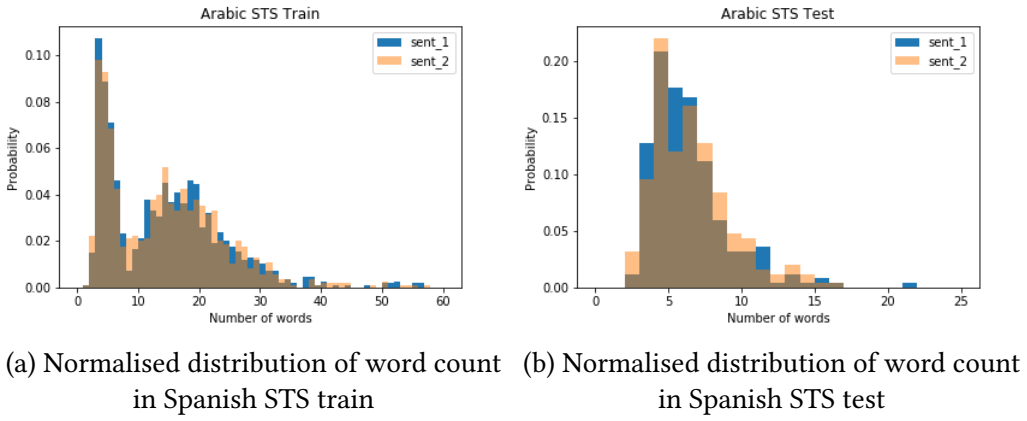 Arabic STS Train
sent_1
sent_2
0.10
0.08
0.06
0.04
0.02
0.00
Probability
0 10 20 30 40 50 60
Number of words
Arabic STS Test
sent_1
sent_2
0.20
0.15
0.10
0.05
0.00
Probability
0 5 10 15 20 25
Number of words
(a) Normalised distribution of word count
in Spanish STS train
(b) Normalised distribution of word count
in Spanish STS test